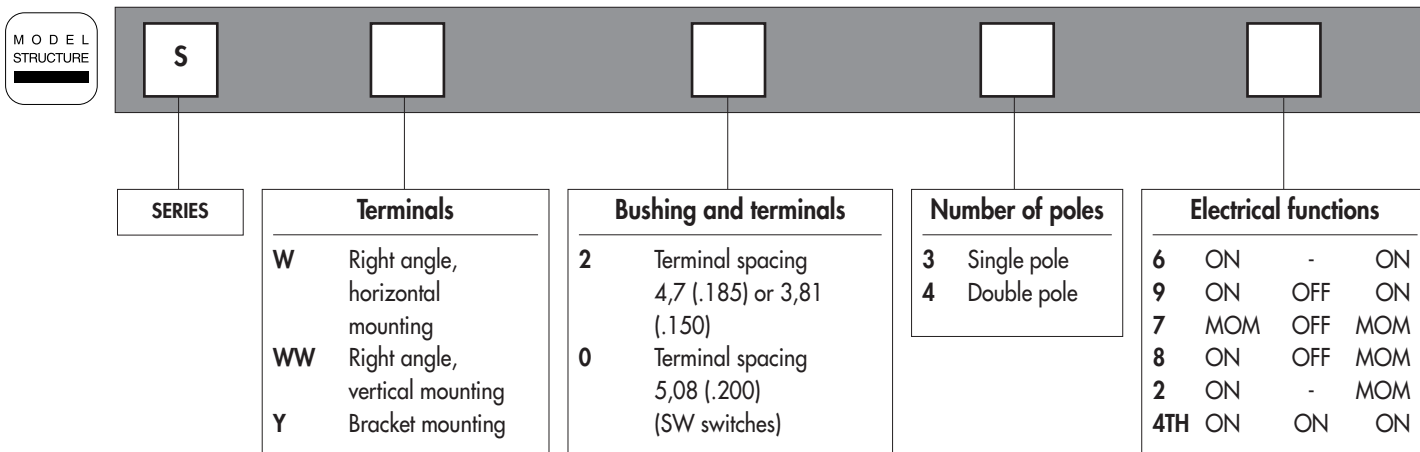 MODEL
STRUCTURE
S
SERIES
Terminals
W Right angle,
horizontal
mounting
WW Right angle,
vertical mounting
Y Bracket mounting
Bushing and terminals
2 Terminal spacing
4,7 (.185) or 3,81
(.150)
0 Terminal spacing
5,08 (.200)
(SW switches)
Number of poles
3 Single pole
4 Double pole
Electrical functions
6 ON - ON
9 ON OFF ON
7 MOM OFF MOM
8 ON OFF MOM
2 ON - MOM
4TH ON ON ON